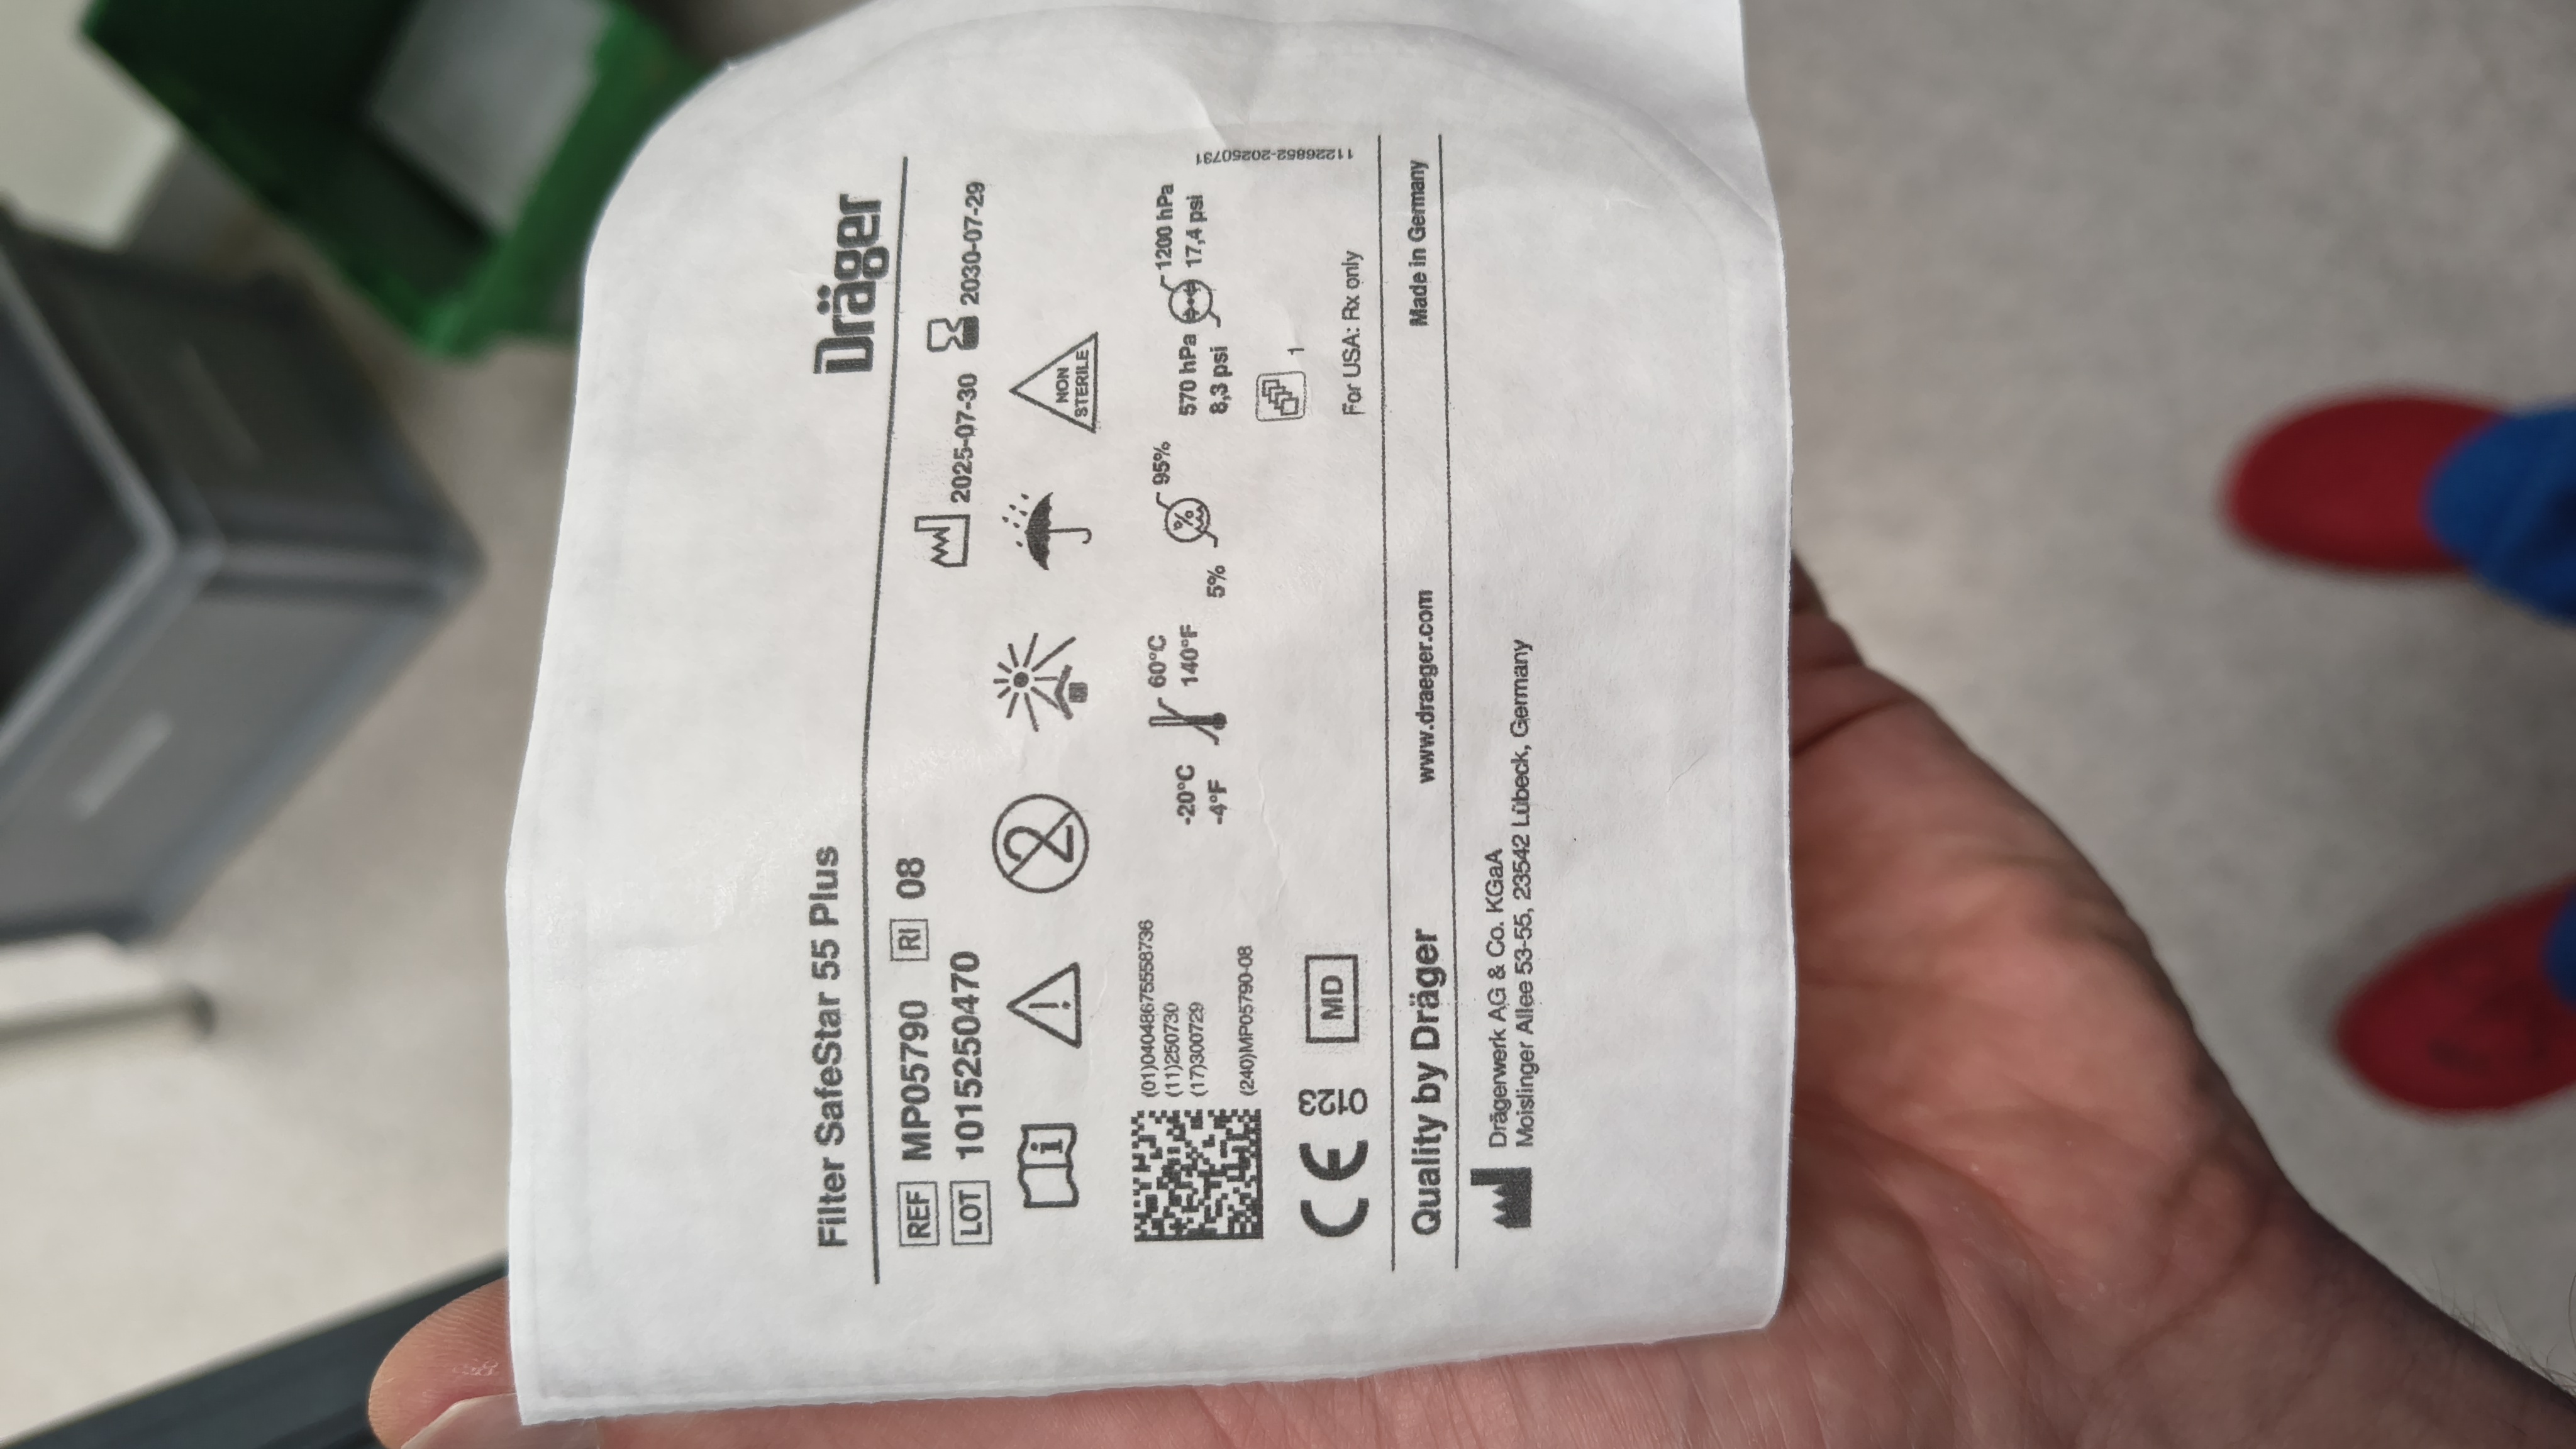 Filter SafeStar 55 Plus
Dräger
REF MP05790 RI 08
LOT 1015250470
2025-07-30 2030-07-29
2
NON
STERILE
(01)04048675558736
(11)250730
(17)300729
(240)MP05790-08
-20°C
-4°F
60°C
140°F
%
95%
5%
570 hPa
8,3 psi
1200 hPa
17,4 psi
1
11226852-20250731
CE 0123 MD
For USA: Rx only
Quality by Dräger www.draeger.com Made in Germany
Drägerwerk AG & Co. KGaA
Moislinger Allee 53-55, 23542 Lübeck, Germany